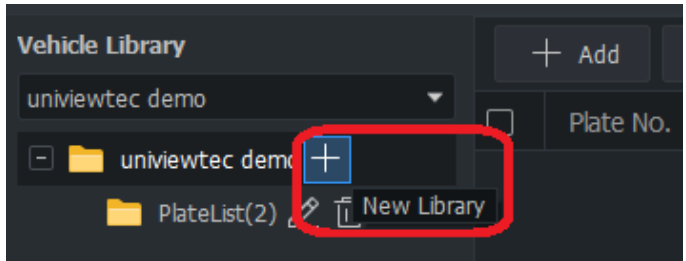 Vehicle Library
+ Add
univiewtec demo
Plate No.
univiewtec demo
New Library
PlateList(2)